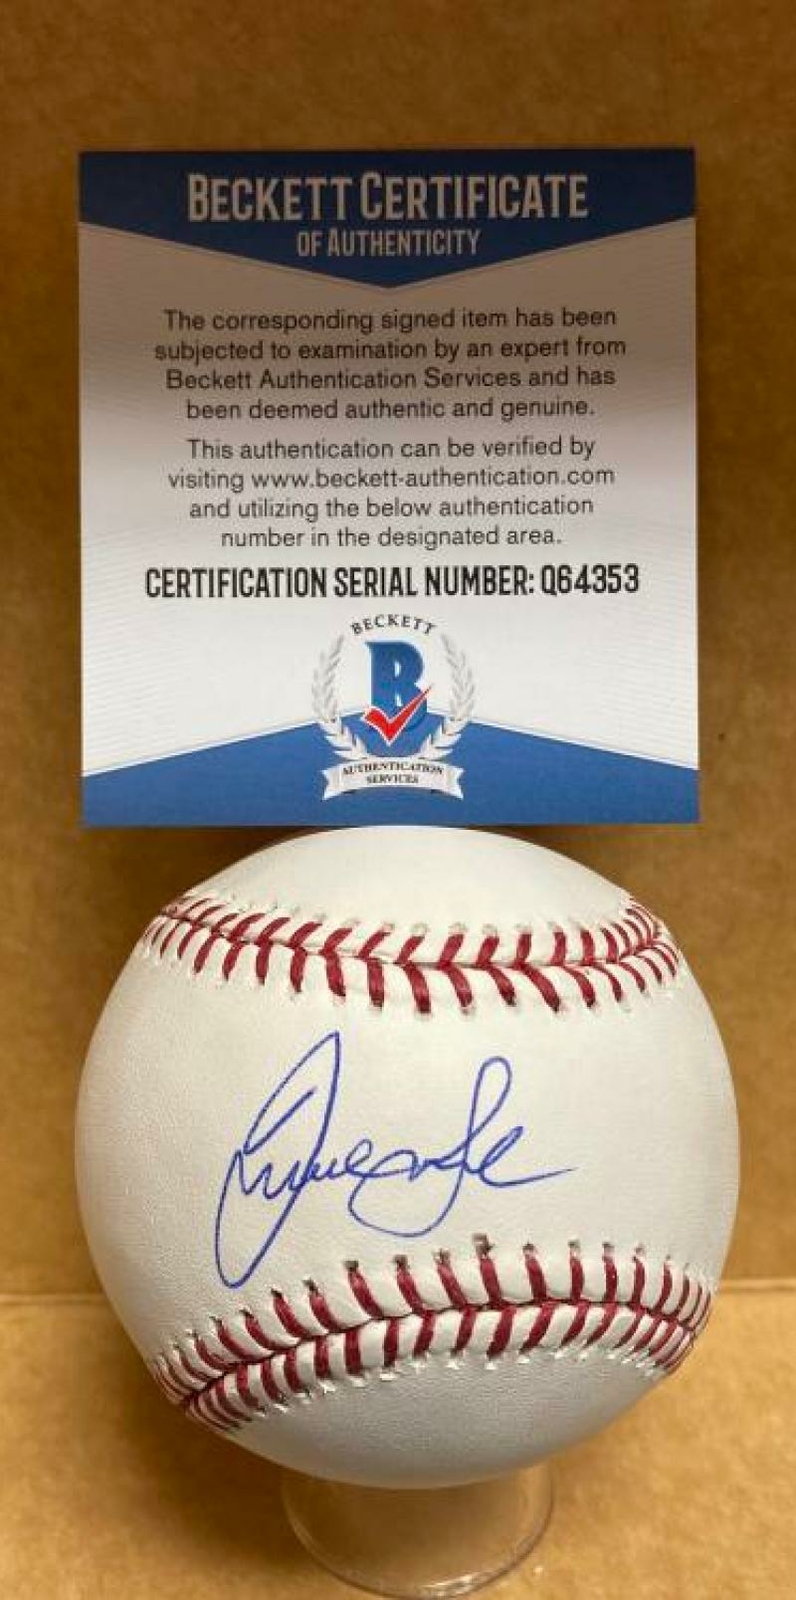 BECKETT CERTIFICATE
OF AUTHENTICITY
The corresponding signed item has been
subjected to examination by an expert from
Beckett Authentication Services and has
been deemed authentic and genuine.
This authentication can be verified by
visiting www.beckett-authentication.com
and utilizing the below authentication
number in the designated area.
CERTIFICATION SERIAL NUMBER: Q64353
BECKETT
B
AUTHENTICATION
SERVICES